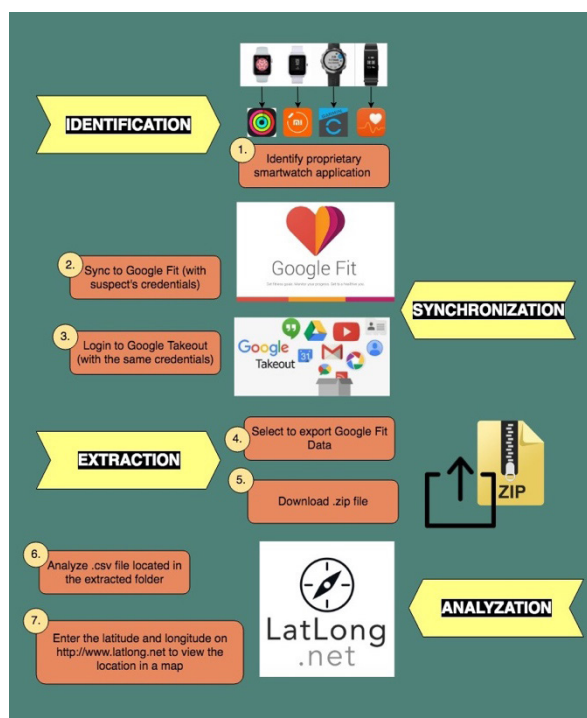 IDENTIFICATION
1.
Identify proprietary
smartwatch application
2.
Sync to Google Fit (with
suspect's credentials)
Google Fit
SYNCHRONIZATION
3.
Login to Google Takeout
(with the same credentials)
Google
Takeout
31
EXTRACTION
4.
Select to export Google Fit
Data
5.
Download .zip file
ZIP
6.
Analyze .csv file located in
the extracted folder
ANALYZATION
7.
Enter the latitude and longitude on
http://www.latlong.net to view the
location in a map
LatLong
.net